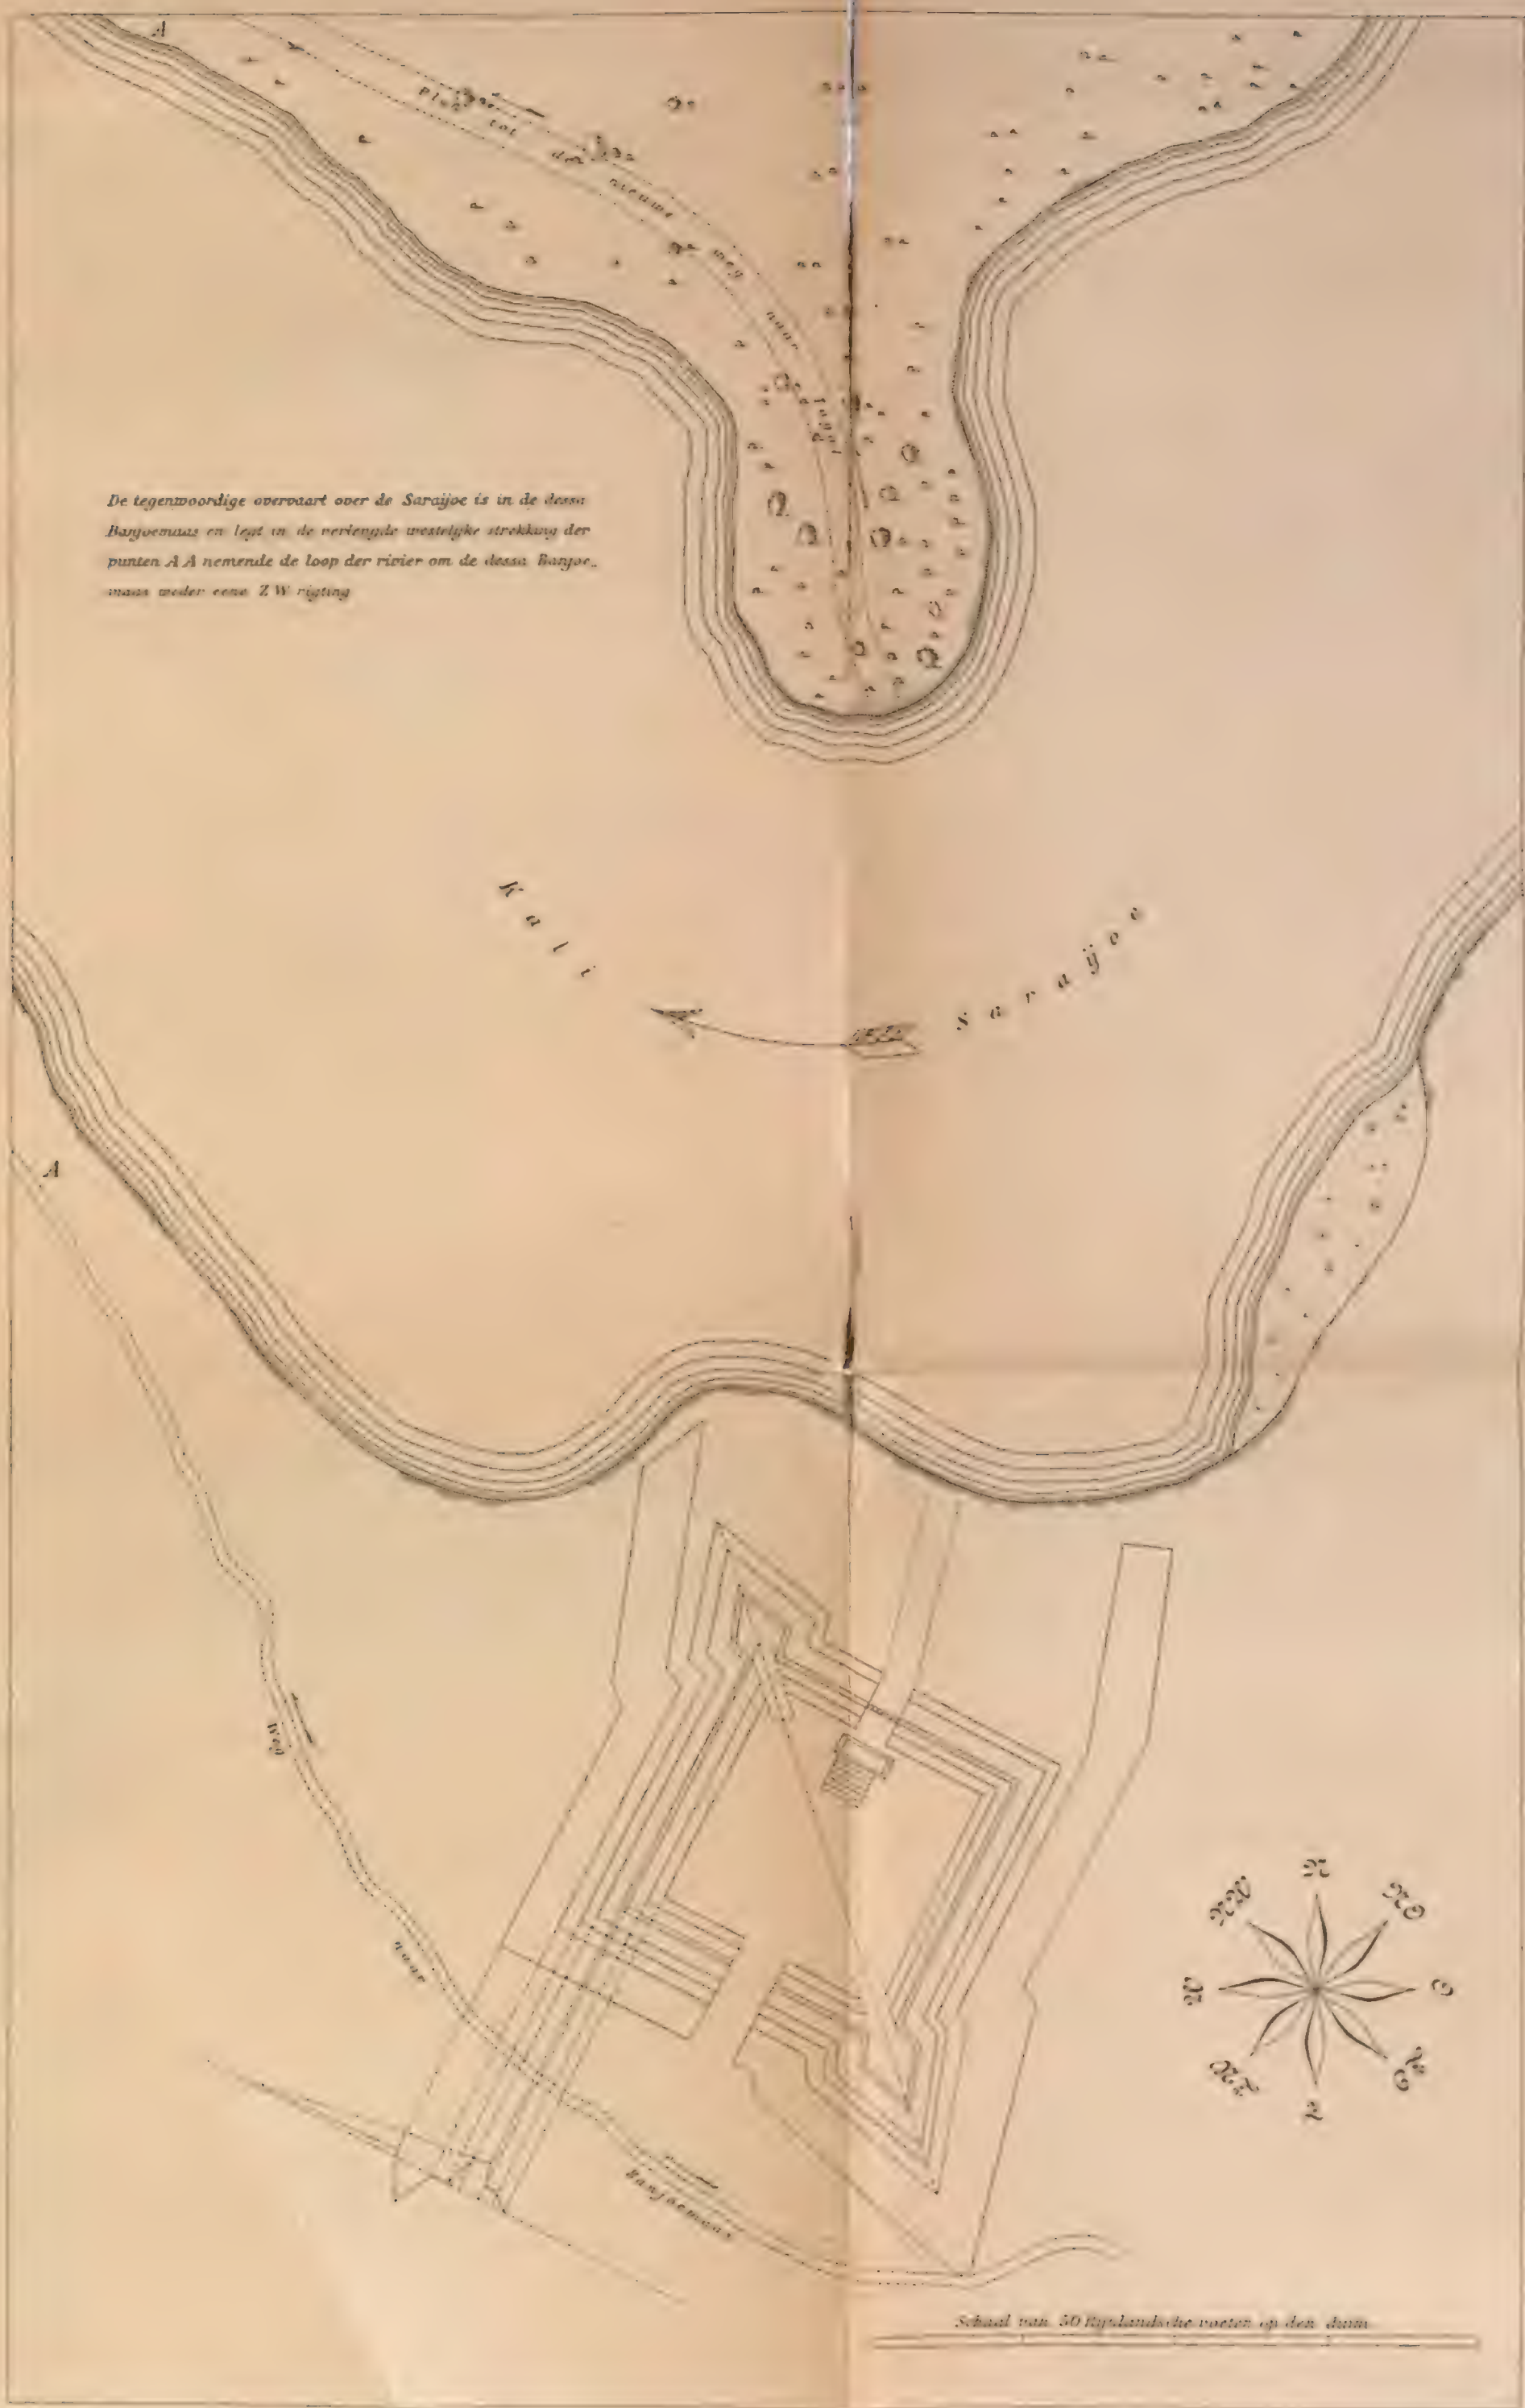 A
Plan tot den nieuwe weg naar
De tegenwoordige overvaart over de Saraijoe is in de dessa
Banjoemaas en legt in de verlengde westelijke strekking der
punten A A nemende de loop der rivier om de dessa Banjoe-
maas weder eene Z W rigting
Kali Saraijoe
A
Weg naar Banjoemaas
N
NO
O
ZO
Z
ZW
W
NW
Schaal van 50 Rijnlandsche voeten op den duim